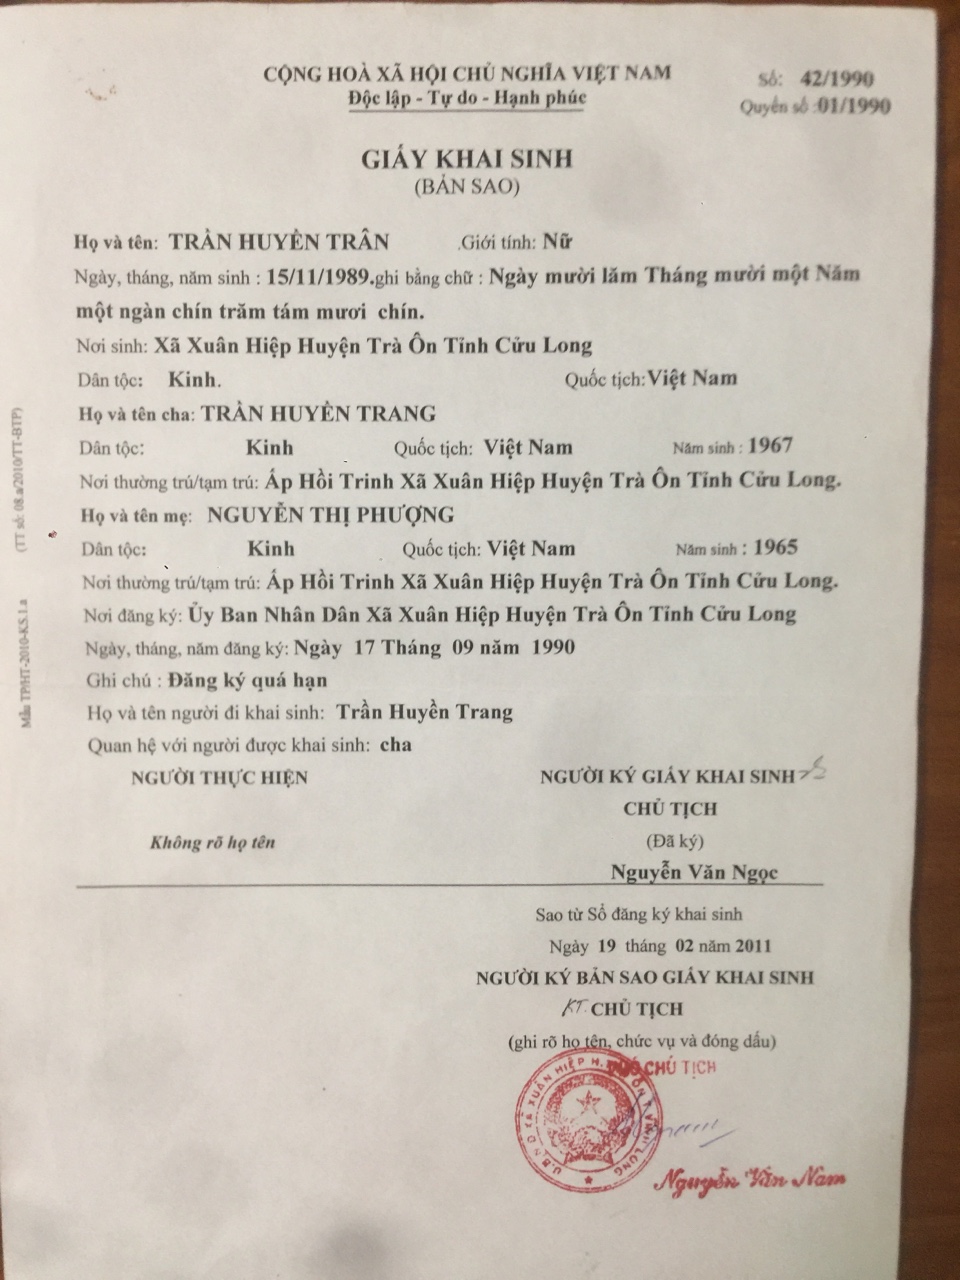 CỘNG HOÀ XÃ HỘI CHỦ NGHĨA VIỆT NAM
Độc lập - Tự do - Hạnh phúc
Số: 42/1990
Quyển số :01/1990
GIẤY KHAI SINH
(BẢN SAO)
Họ và tên: TRẦN HUYỀN TRÂN .Giới tính: Nữ
Ngày, tháng, năm sinh : 15/11/1989.ghi bằng chữ : Ngày mười lăm Tháng mười một Năm
một ngàn chín trăm tám mươi chín.
Nơi sinh: Xã Xuân Hiệp Huyện Trà Ôn Tỉnh Cửu Long
Dân tộc: Kinh. Quốc tịch:Việt Nam
Họ và tên cha: TRẦN HUYỀN TRANG
Dân tộc: Kinh Quốc tịch: Việt Nam Năm sinh : 1967
Nơi thường trú/tạm trú: Ấp Hồi Trinh Xã Xuân Hiệp Huyện Trà Ôn Tỉnh Cửu Long.
Họ và tên mẹ: NGUYỄN THỊ PHƯỢNG
Dân tộc: Kinh Quốc tịch: Việt Nam Năm sinh : 1965
Nơi thường trú/tạm trú: Ấp Hồi Trinh Xã Xuân Hiệp Huyện Trà Ôn Tỉnh Cửu Long.
Nơi đăng ký: Ủy Ban Nhân Dân Xã Xuân Hiệp Huyện Trà Ôn Tỉnh Cửu Long
Ngày, tháng, năm đăng ký: Ngày 17 Tháng 09 năm 1990
Ghi chú : Đăng ký quá hạn
Họ và tên người đi khai sinh: Trần Huyền Trang
Quan hệ với người được khai sinh: cha
NGƯỜI THỰC HIỆN NGƯỜI KÝ GIẤY KHAI SINH
CHỦ TỊCH
Không rõ họ tên (Đã ký)
Nguyễn Văn Ngọc
Sao từ Sổ đăng ký khai sinh
Ngày 19 tháng 02 năm 2011
NGƯỜI KÝ BẢN SAO GIẤY KHAI SINH
KT. CHỦ TỊCH
(ghi rõ họ tên, chức vụ và đóng dấu)
PHÓ CHỦ TỊCH
U.B.N.D XÃ XUÂN HIỆP H. TRÀ ÔN T. VĨNH LONG
Nguyễn Văn Nam
Mẫu TP/HT-2010-KS.1.a (TT số: 08.a/2010/TT-BTP)